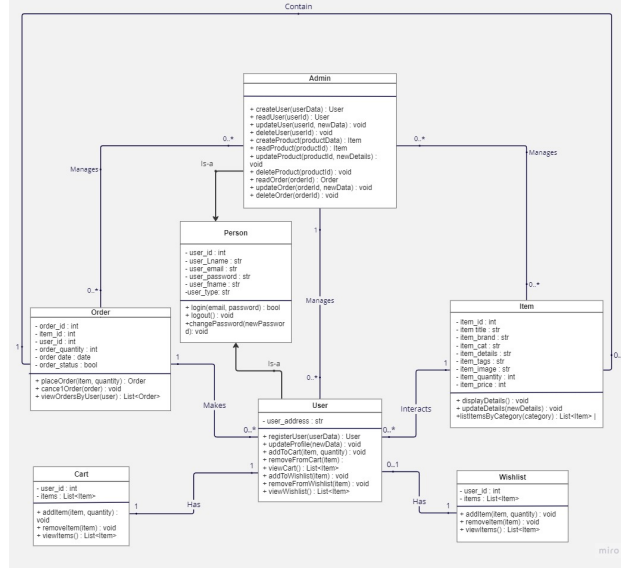 Contain
Admin
+ createUser(userData) : User
+ readUser(userId) : User
+ updateUser(userId, newData) : void
+ deleteUser(userId) : void
+ createProduct(productData) : Item
+ readProduct(productId) : Item
+ updateProduct(productId, newDetails) :
void
+ deleteProduct(productId) : void
+ readOrder(orderId) : Order
+ updateOrder(orderId, newData) : void
+ deleteOrder(orderId) : void
0..*
0..*
Manages
Manages
Is-a
1
Person
- user_id : int
- user_Lname : str
- user_email : str
- user_password : str
- user_fname : str
-user_type: str
+ login(email, password) : bool
+ logout() : void
+changePassword(newPasswor
d): void
Manages
0..*
0..*
Order
- order_id : int
- item_id : int
- user_id : int
- order_quantity : int
- order date : date
- order_status : bool
+ placeOrder(item, quantity) : Order
+ cance1Order(order) : void
+ viewOrdersByUser(user) : List<Order>
1
Item
- item_id : int
- item title : str
- item_brand : str
- item_cat : str
- item_details : str
- item_tags : str
- item_image : str
- item_quantity : int
- item_price : int
+ displayDetails() : void
+ updateDetails(newDetails) : void
+listItemsByCategory(category) : List<Item> |
0..
1
Is-a
1
0..*
Makes
Interacts
User
- user_address : str
+ registerUser(userData) : User
+ updateProfile(newData) : void
+ addToCart(item, quantity) : void
+ removeFromCart(item) :
+ viewCart() : List<Item>
+ addToWishlist(item) : void
+ removeFromWishlist(item) : void
+ viewWishlist() : List<Item>
0..*
0..*
1
0..1
Cart
- user_id : int
- items : List<Item>
+ addItem(item, quantity) :
void
+ removeItem(item) : void
+ viewItems() : List<Item>
1
Has
Has
1
Wishlist
- user_id : int
- items : List<Item>
+ addItem(item, quantity) : void
+ removeItem(item) : void
+ viewItems() : List<Item>
miro